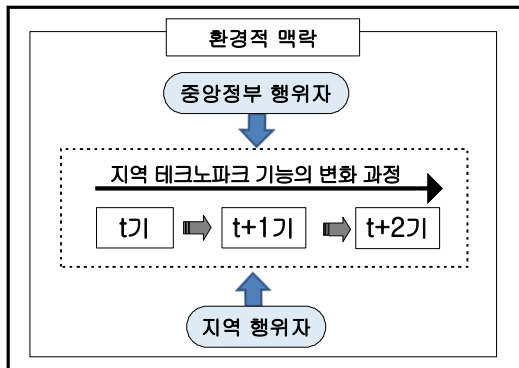 환경적 맥락
중앙정부 행위자
지역 테크노파크 기능의 변화 과정
t기 t+1기 t+2기
지역 행위자